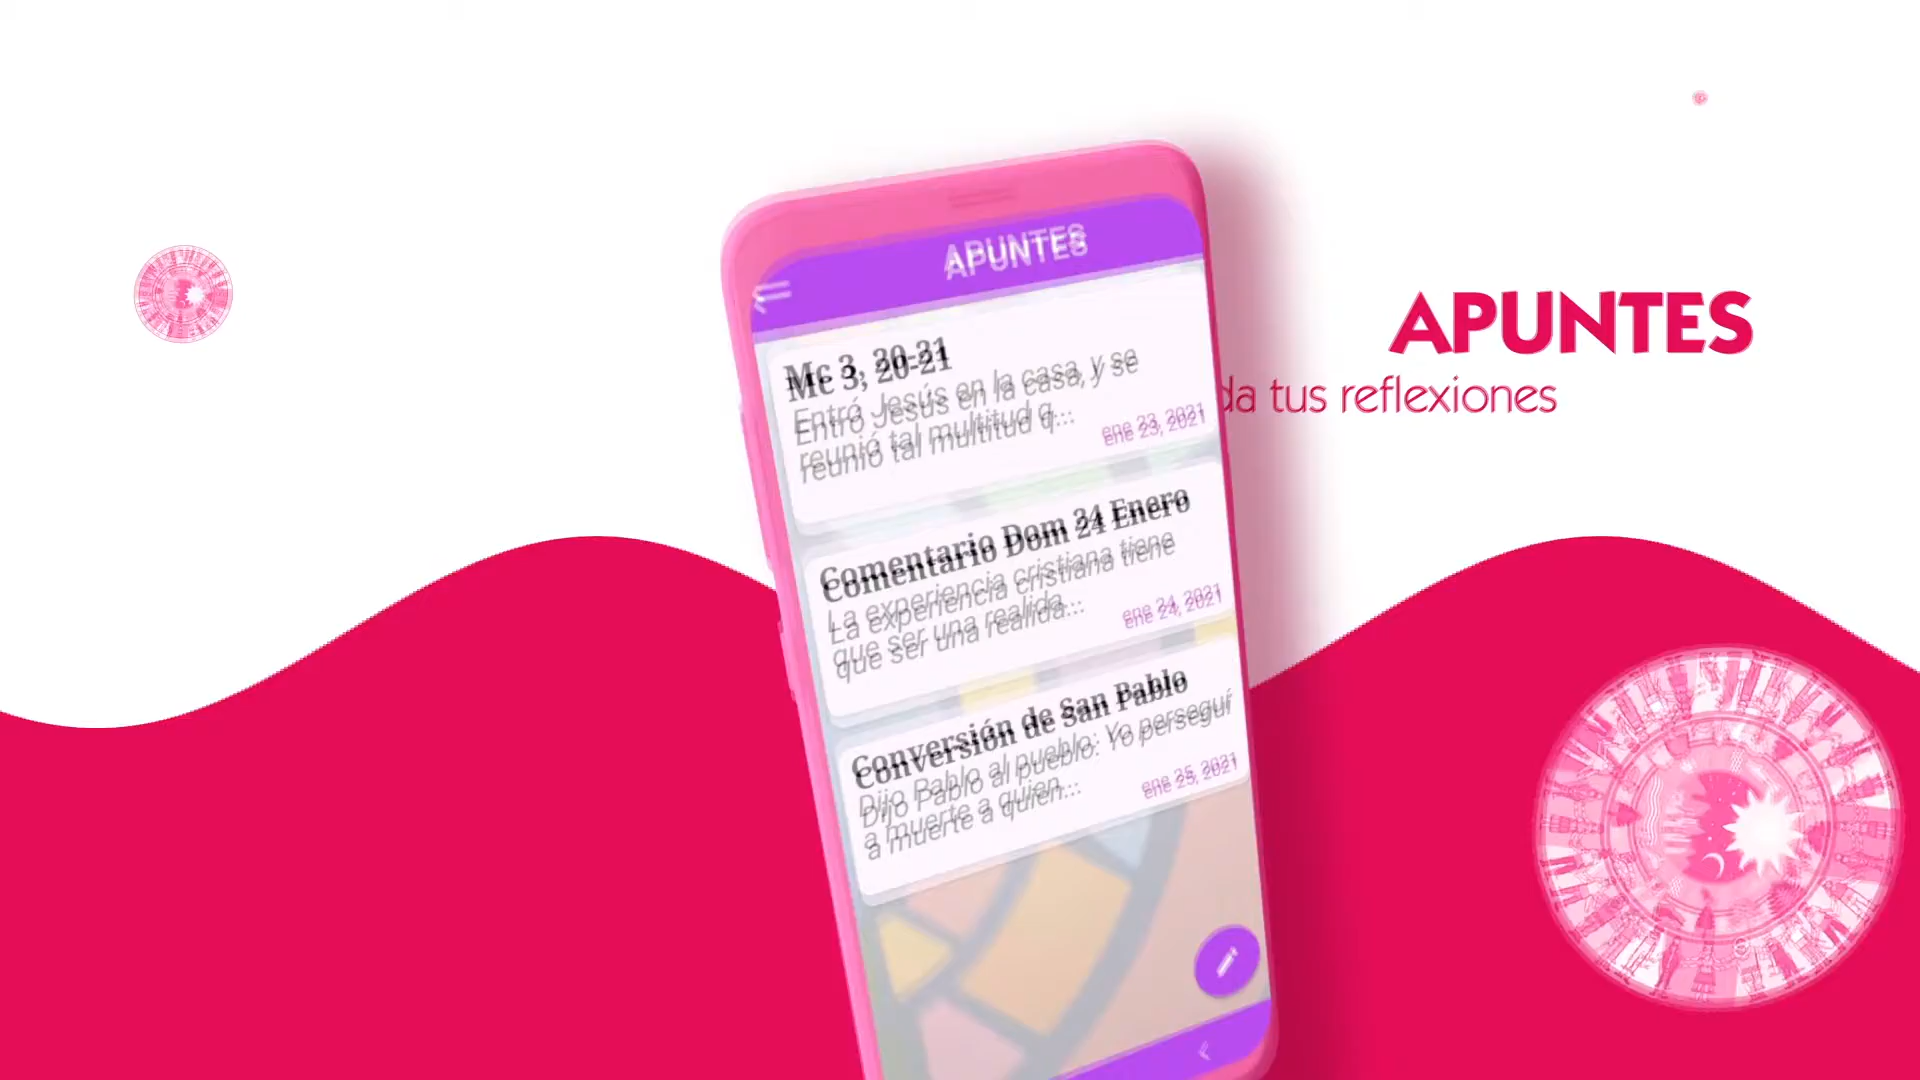 APUNTES
Mc 3, 20-21
Entró Jesús en la casa, y se
reunió tal multitud q...
ene 23, 2021
Comentario Dom 24 Enero
La experiencia cristiana tiene
que ser una realida...
ene 24, 2021
Conversión de San Pablo
Dijo Pablo al pueblo: Yo perseguí
a muerte a quien...
ene 25, 2021
APUNTES
da tus reflexiones